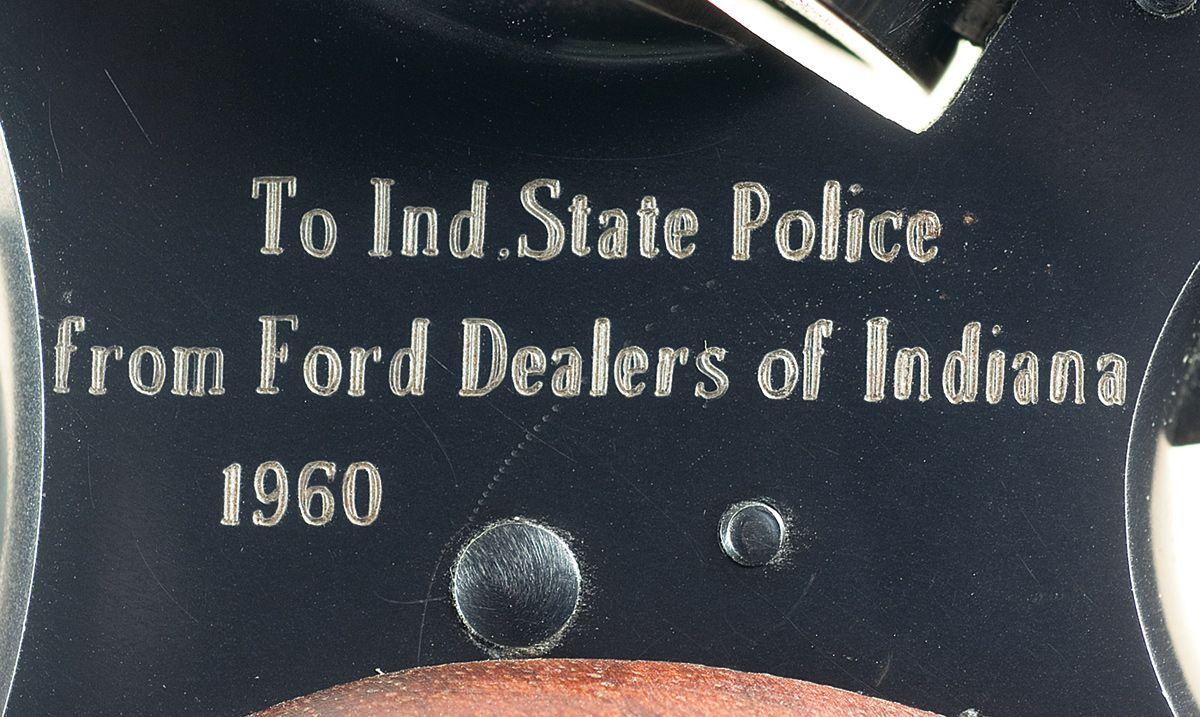 To Ind. State Police
from Ford Dealers of Indiana
1960